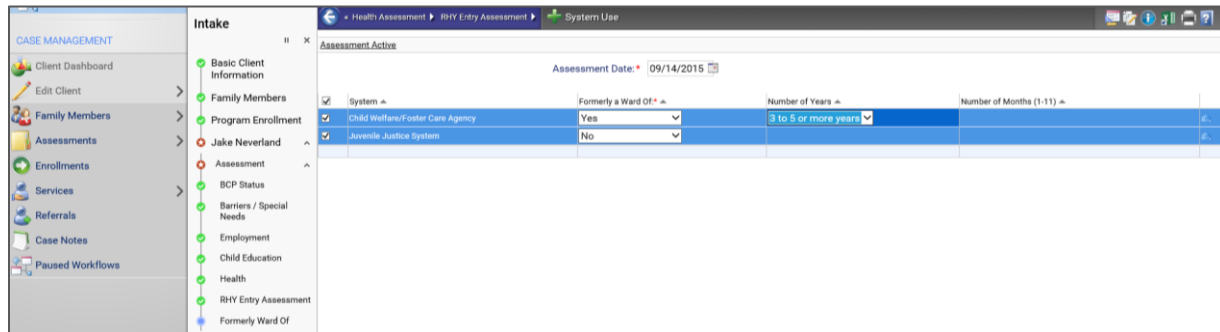 CASE MANAGEMENT
Client Dashboard
Edit Client
Family Members
Assessments
Enrollments
Services
Referrals
Case Notes
Paused Workflows
Intake
Basic Client
Information
Family Members
Program Enrollment
Jake Neverland
Assessment
BCP Status
Barriers / Special
Needs
Employment
Child Education
Health
RHY Entry Assessment
Formerly Ward Of
Health Assessment RHY Entry Assessment System Use
Assessment Active
Assessment Date:* 09/14/2015
System Formerly a Ward Of:* Number of Years Number of Months (1-11)
Child Welfare/Foster Care Agency Yes 3 to 5 or more years
Juvenile Justice System No